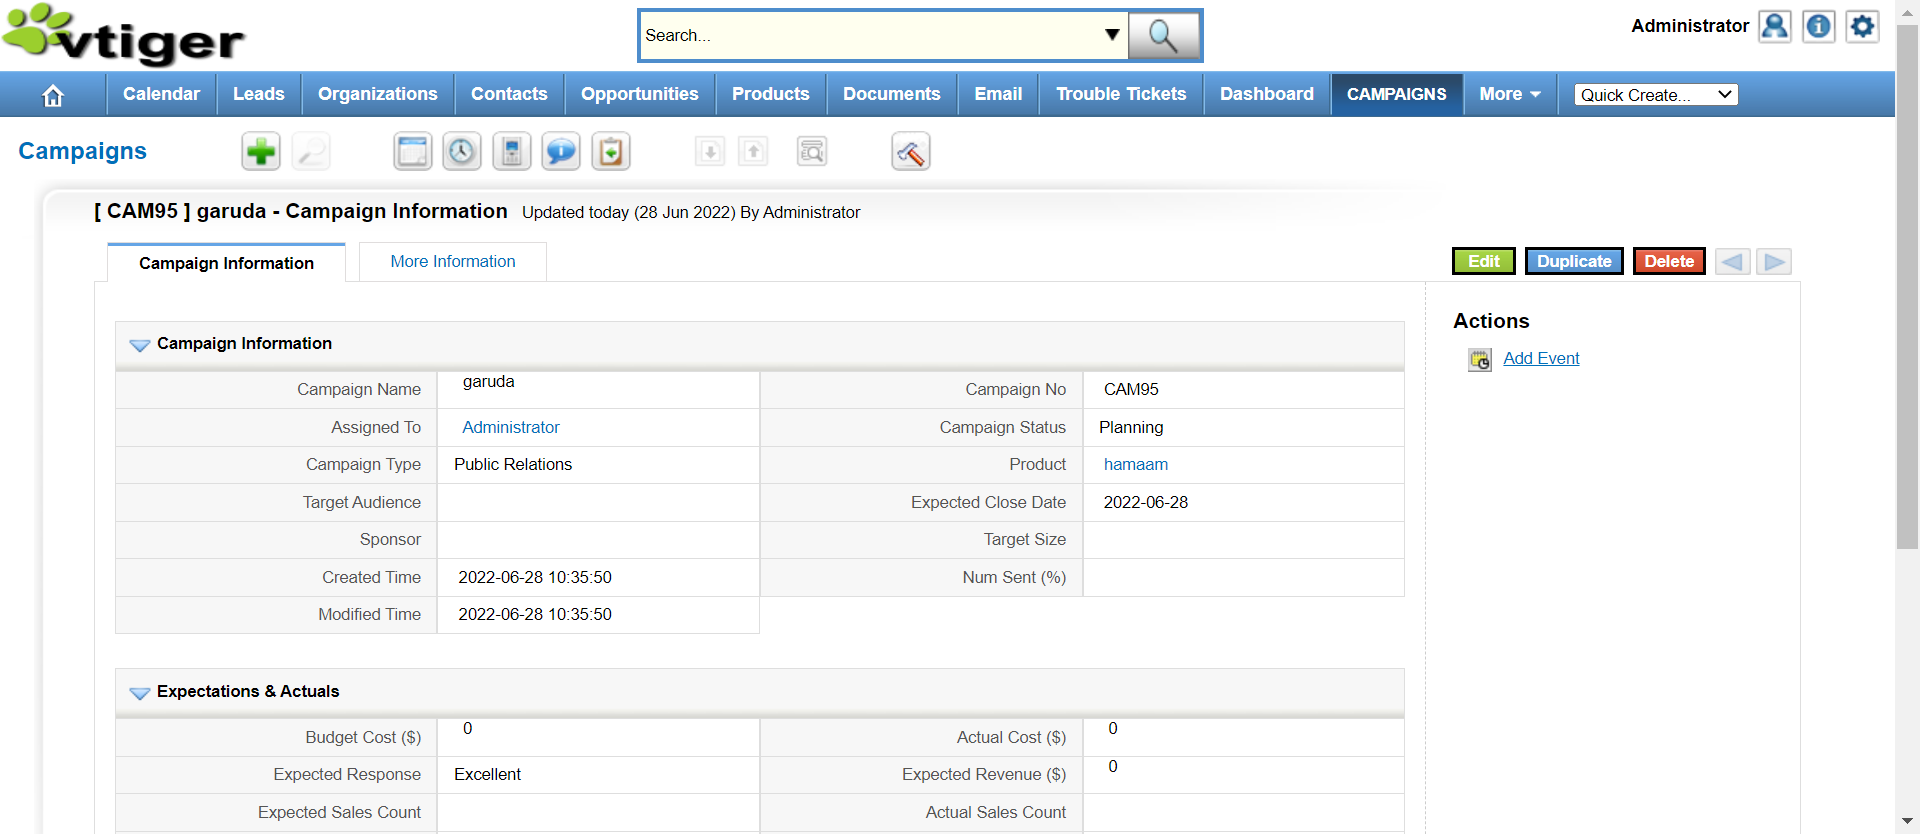 vtiger
Search...
Administrator
Calendar Leads Organizations Contacts Opportunities Products Documents Email Trouble Tickets Dashboard CAMPAIGNS More Quick Create...
Campaigns
[ CAM95 ] garuda - Campaign Information Updated today (28 Jun 2022) By Administrator
Campaign Information More Information Edit Duplicate Delete
Actions
Add Event
Campaign Information
Campaign Name garuda Campaign No CAM95
Assigned To Administrator Campaign Status Planning
Campaign Type Public Relations Product hamaam
Target Audience Expected Close Date 2022-06-28
Sponsor Target Size
Created Time 2022-06-28 10:35:50 Num Sent (%)
Modified Time 2022-06-28 10:35:50
Expectations & Actuals
Budget Cost ($) 0 Actual Cost ($) 0
Expected Response Excellent Expected Revenue ($) 0
Expected Sales Count Actual Sales Count